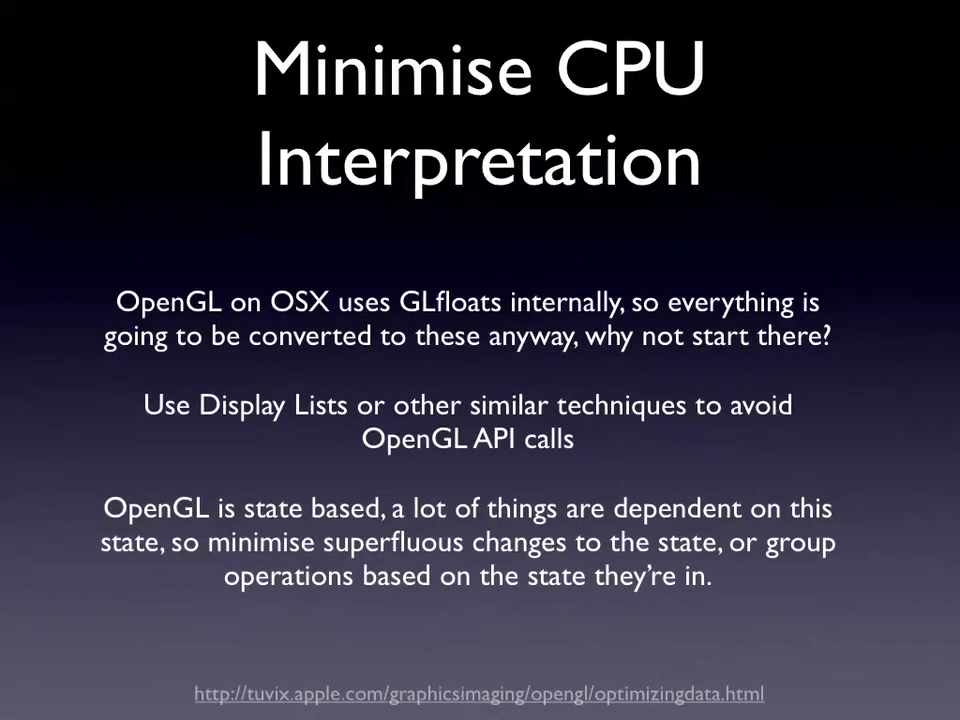 Minimise CPU
Interpretation
OpenGL on OSX uses GLfloats internally, so everything is
going to be converted to these anyway, why not start there?
Use Display Lists or other similar techniques to avoid
OpenGL API calls
OpenGL is state based, a lot of things are dependent on this
state, so minimise superfluous changes to the state, or group
operations based on the state they're in.
http://tuvix.apple.com/graphicsimaging/opengl/optimizingdata.html